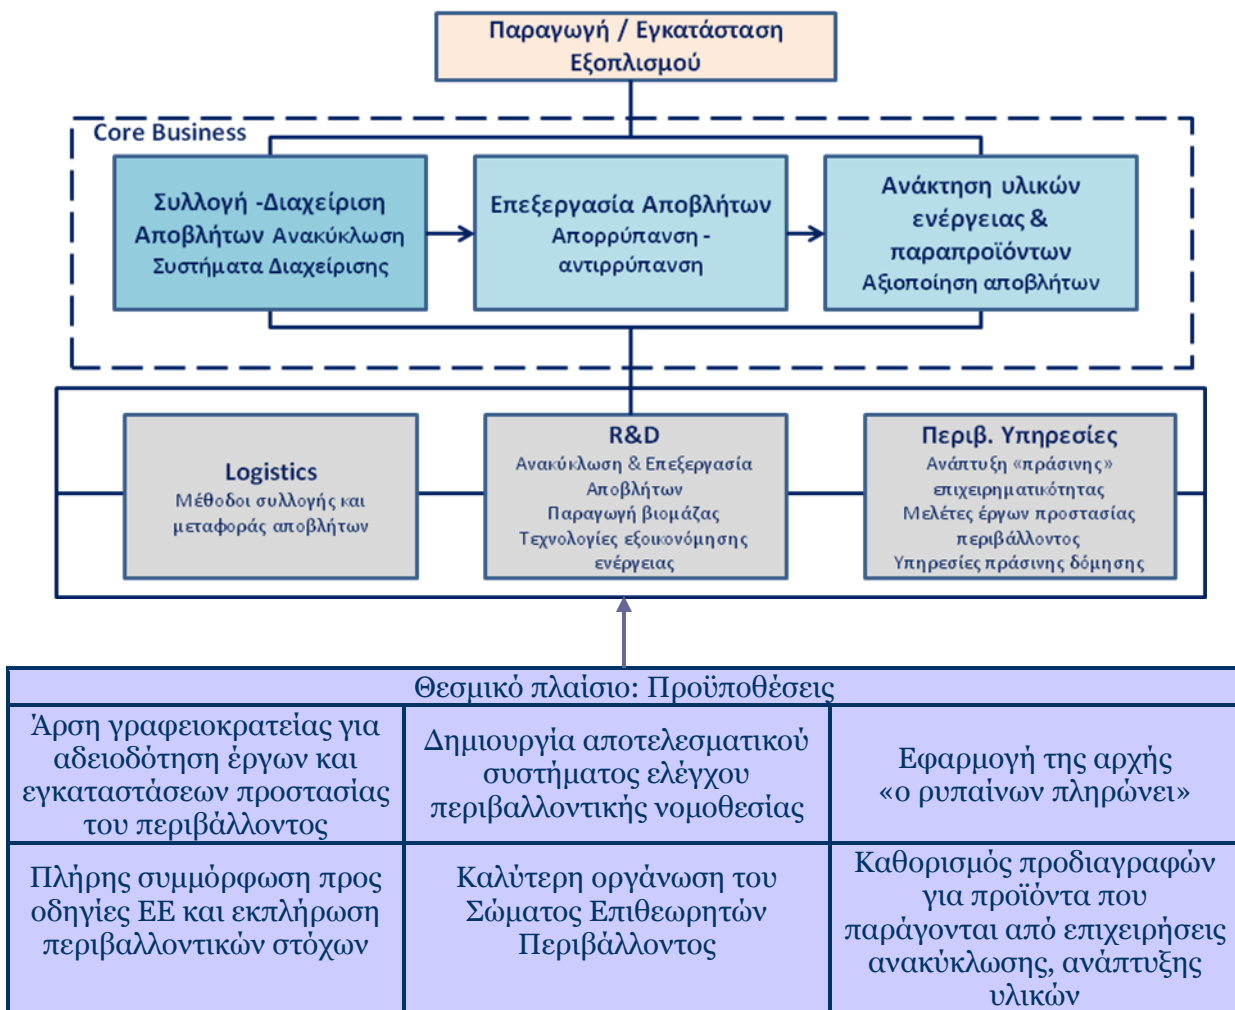 Παραγωγή / Εγκατάσταση
Εξοπλισμού
Core Business
Συλλογή -Διαχείριση
Αποβλήτων Ανακύκλωση
Συστήματα Διαχείρισης
Επεξεργασία Αποβλήτων
Απορρύπανση -
αντιρρύπανση
Ανάκτηση υλικών
ενέργειας &
παραπροϊόντων
Αξιοποίηση αποβλήτων
Logistics
Μέθοδοι συλλογής και
μεταφοράς αποβλήτων
R&D
Ανακύκλωση & Επεξεργασία
Αποβλήτων
Παραγωγή βιομάζας
Τεχνολογίες εξοικονόμησης
ενέργειας
Περιβ. Υπηρεσίες
Ανάπτυξη «πράσινης»
επιχειρηματικότητας
Μελέτες έργων προστασίας
περιβάλλοντος
Υπηρεσίες πράσινης δόμησης
Θεσμικό πλαίσιο: Προϋποθέσεις
Άρση γραφειοκρατείας για
αδειοδότηση έργων και
εγκαταστάσεων προστασίας
του περιβάλλοντος
Δημιουργία αποτελεσματικού
συστήματος ελέγχου
περιβαλλοντικής νομοθεσίας
Εφαρμογή της αρχής
«ο ρυπαίνων πληρώνει»
Πλήρης συμμόρφωση προς
οδηγίες ΕΕ και εκπλήρωση
περιβαλλοντικών στόχων
Καλύτερη οργάνωση του
Σώματος Επιθεωρητών
Περιβάλλοντος
Καθορισμός προδιαγραφών
για προϊόντα που
παράγονται από επιχειρήσεις
ανακύκλωσης, ανάπτυξης
υλικών